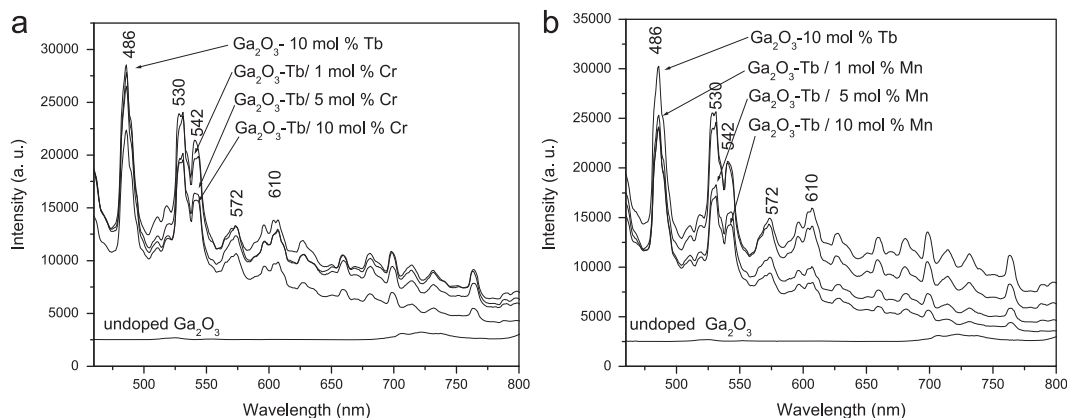 a
486
Ga₂O₃- 10 mol % Tb
Ga₂O₃-Tb/ 1 mol % Cr
Ga₂O₃-Tb/ 5 mol % Cr
Ga₂O₃-Tb/ 10 mol % Cr
530
542
572
610
undoped Ga₂O₃
35000
30000
25000
20000
15000
10000
5000
0
Intensity (a. u.)
500
550
600
650
700
750
800
Wavelength (nm)
b
486
Ga₂O₃-10 mol % Tb
Ga₂O₃-Tb / 1 mol % Mn
Ga₂O₃-Tb / 5 mol % Mn
Ga₂O₃-Tb / 10 mol % Mn
530
542
572
610
undoped Ga₂O₃
35000
30000
25000
20000
15000
10000
5000
0
Intensity (a. u.)
500
550
600
650
700
750
800
Wavelength (nm)